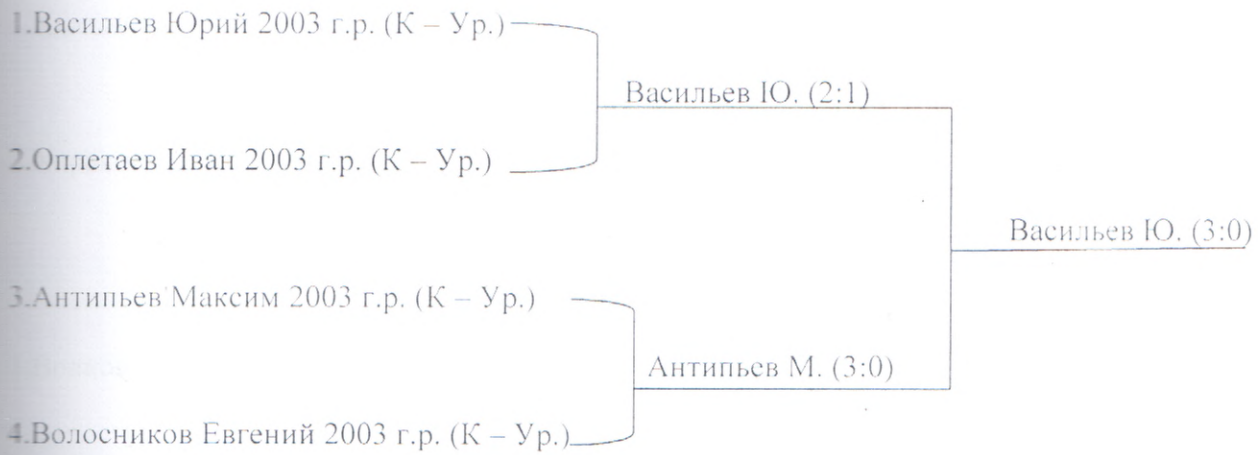 1.Васильев Юрий 2003 г.р. (К – Ур.)
Васильев Ю. (2:1)
2.Оплетаев Иван 2003 г.р. (К – Ур.)
Васильев Ю. (3:0)
3.Антипьев Максим 2003 г.р. (К – Ур.)
Антипьев М. (3:0)
4.Волосников Евгений 2003 г.р. (К – Ур.)